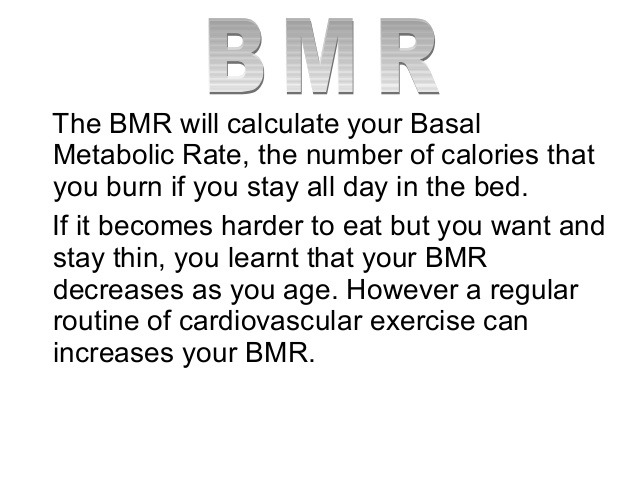 BMR
The BMR will calculate your Basal
Metabolic Rate, the number of calories that
you burn if you stay all day in the bed.
If it becomes harder to eat but you want and
stay thin, you learnt that your BMR
decreases as you age. However a regular
routine of cardiovascular exercise can
increases your BMR.